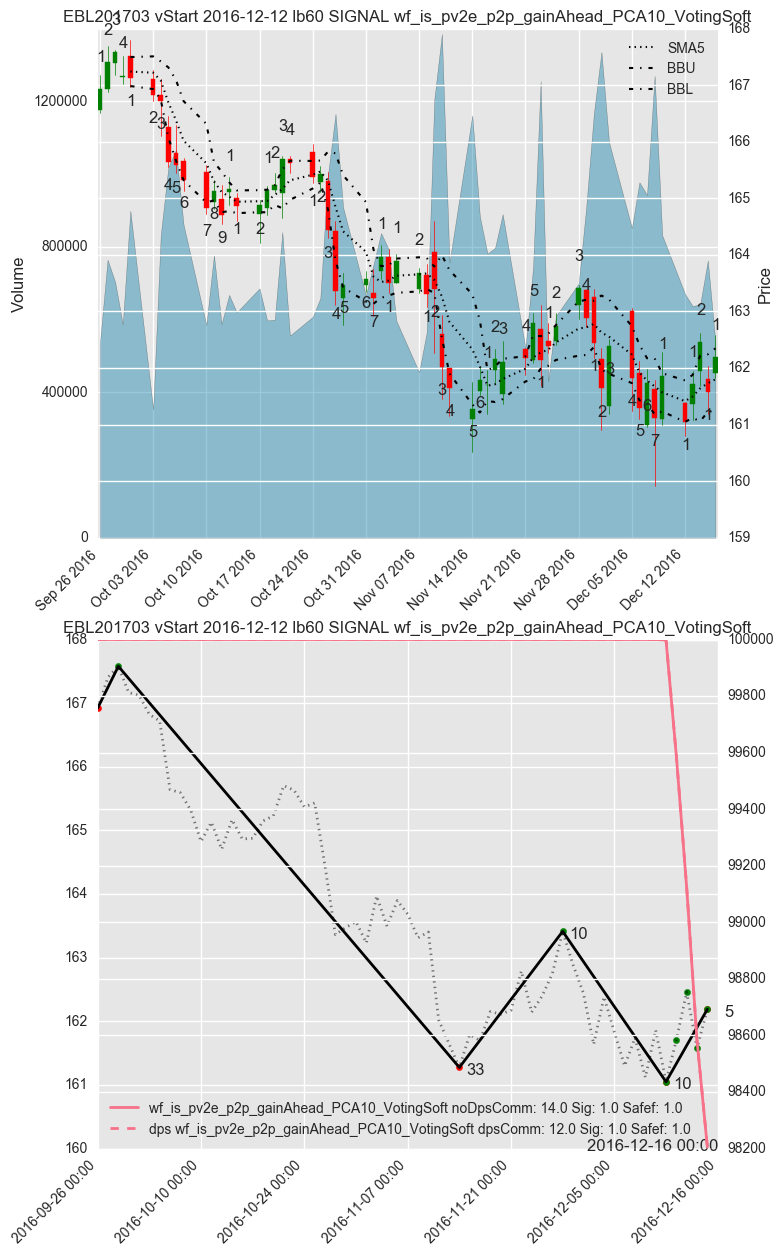 EBL201703 vStart 2016-12-12 lb60 SIGNAL wf_is_pv2e_p2p_gainAhead_PCA10_VotingSoft
168
167
166
165
164
163
162
161
160
159
1200000
800000
400000
0
Volume
Price
SMA5
BBU
BBL
Sep 26 2016
Oct 03 2016
Oct 10 2016
Oct 17 2016
Oct 24 2016
Oct 31 2016
Nov 07 2016
Nov 14 2016
Nov 21 2016
Nov 28 2016
Dec 05 2016
Dec 12 2016
EBL201703 vStart 2016-12-12 lb60 SIGNAL wf_is_pv2e_p2p_gainAhead_PCA10_VotingSoft
168
167
166
165
164
163
162
161
160
100000
99800
99600
99400
99200
99000
98800
98600
98400
98200
33
10
10
5
wf_is_pv2e_p2p_gainAhead_PCA10_VotingSoft noDpsComm: 14.0 Sig: 1.0 Safef: 1.0
dps wf_is_pv2e_p2p_gainAhead_PCA10_VotingSoft dpsComm: 12.0 Sig: 1.0 Safef: 1.0
2016-12-16 00:00
2016-09-26 00:00
2016-10-10 00:00
2016-10-24 00:00
2016-11-07 00:00
2016-11-21 00:00
2016-12-05 00:00
2016-12-16 00:00